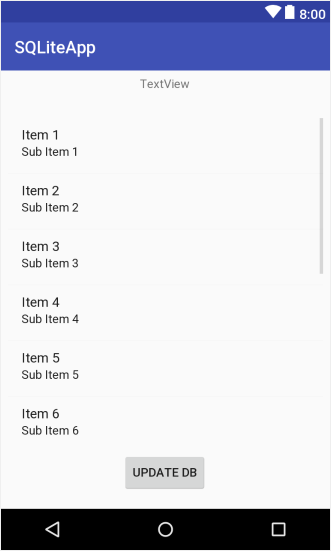 8:00
SQLiteApp
TextView
Item 1
Sub Item 1
Item 2
Sub Item 2
Item 3
Sub Item 3
Item 4
Sub Item 4
Item 5
Sub Item 5
Item 6
Sub Item 6
UPDATE DB